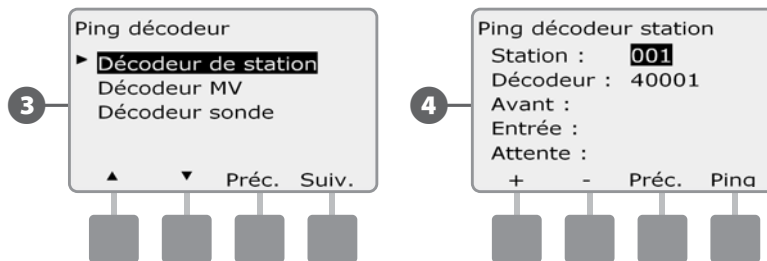 3
Ping décodeur
► Décodeur de station
Décodeur MV
Décodeur sonde
▲ ▼ Préc. Suiv.
4
Ping décodeur station
Station : 001
Décodeur : 40001
Avant :
Entrée :
Attente :
+ - Préc. Ping